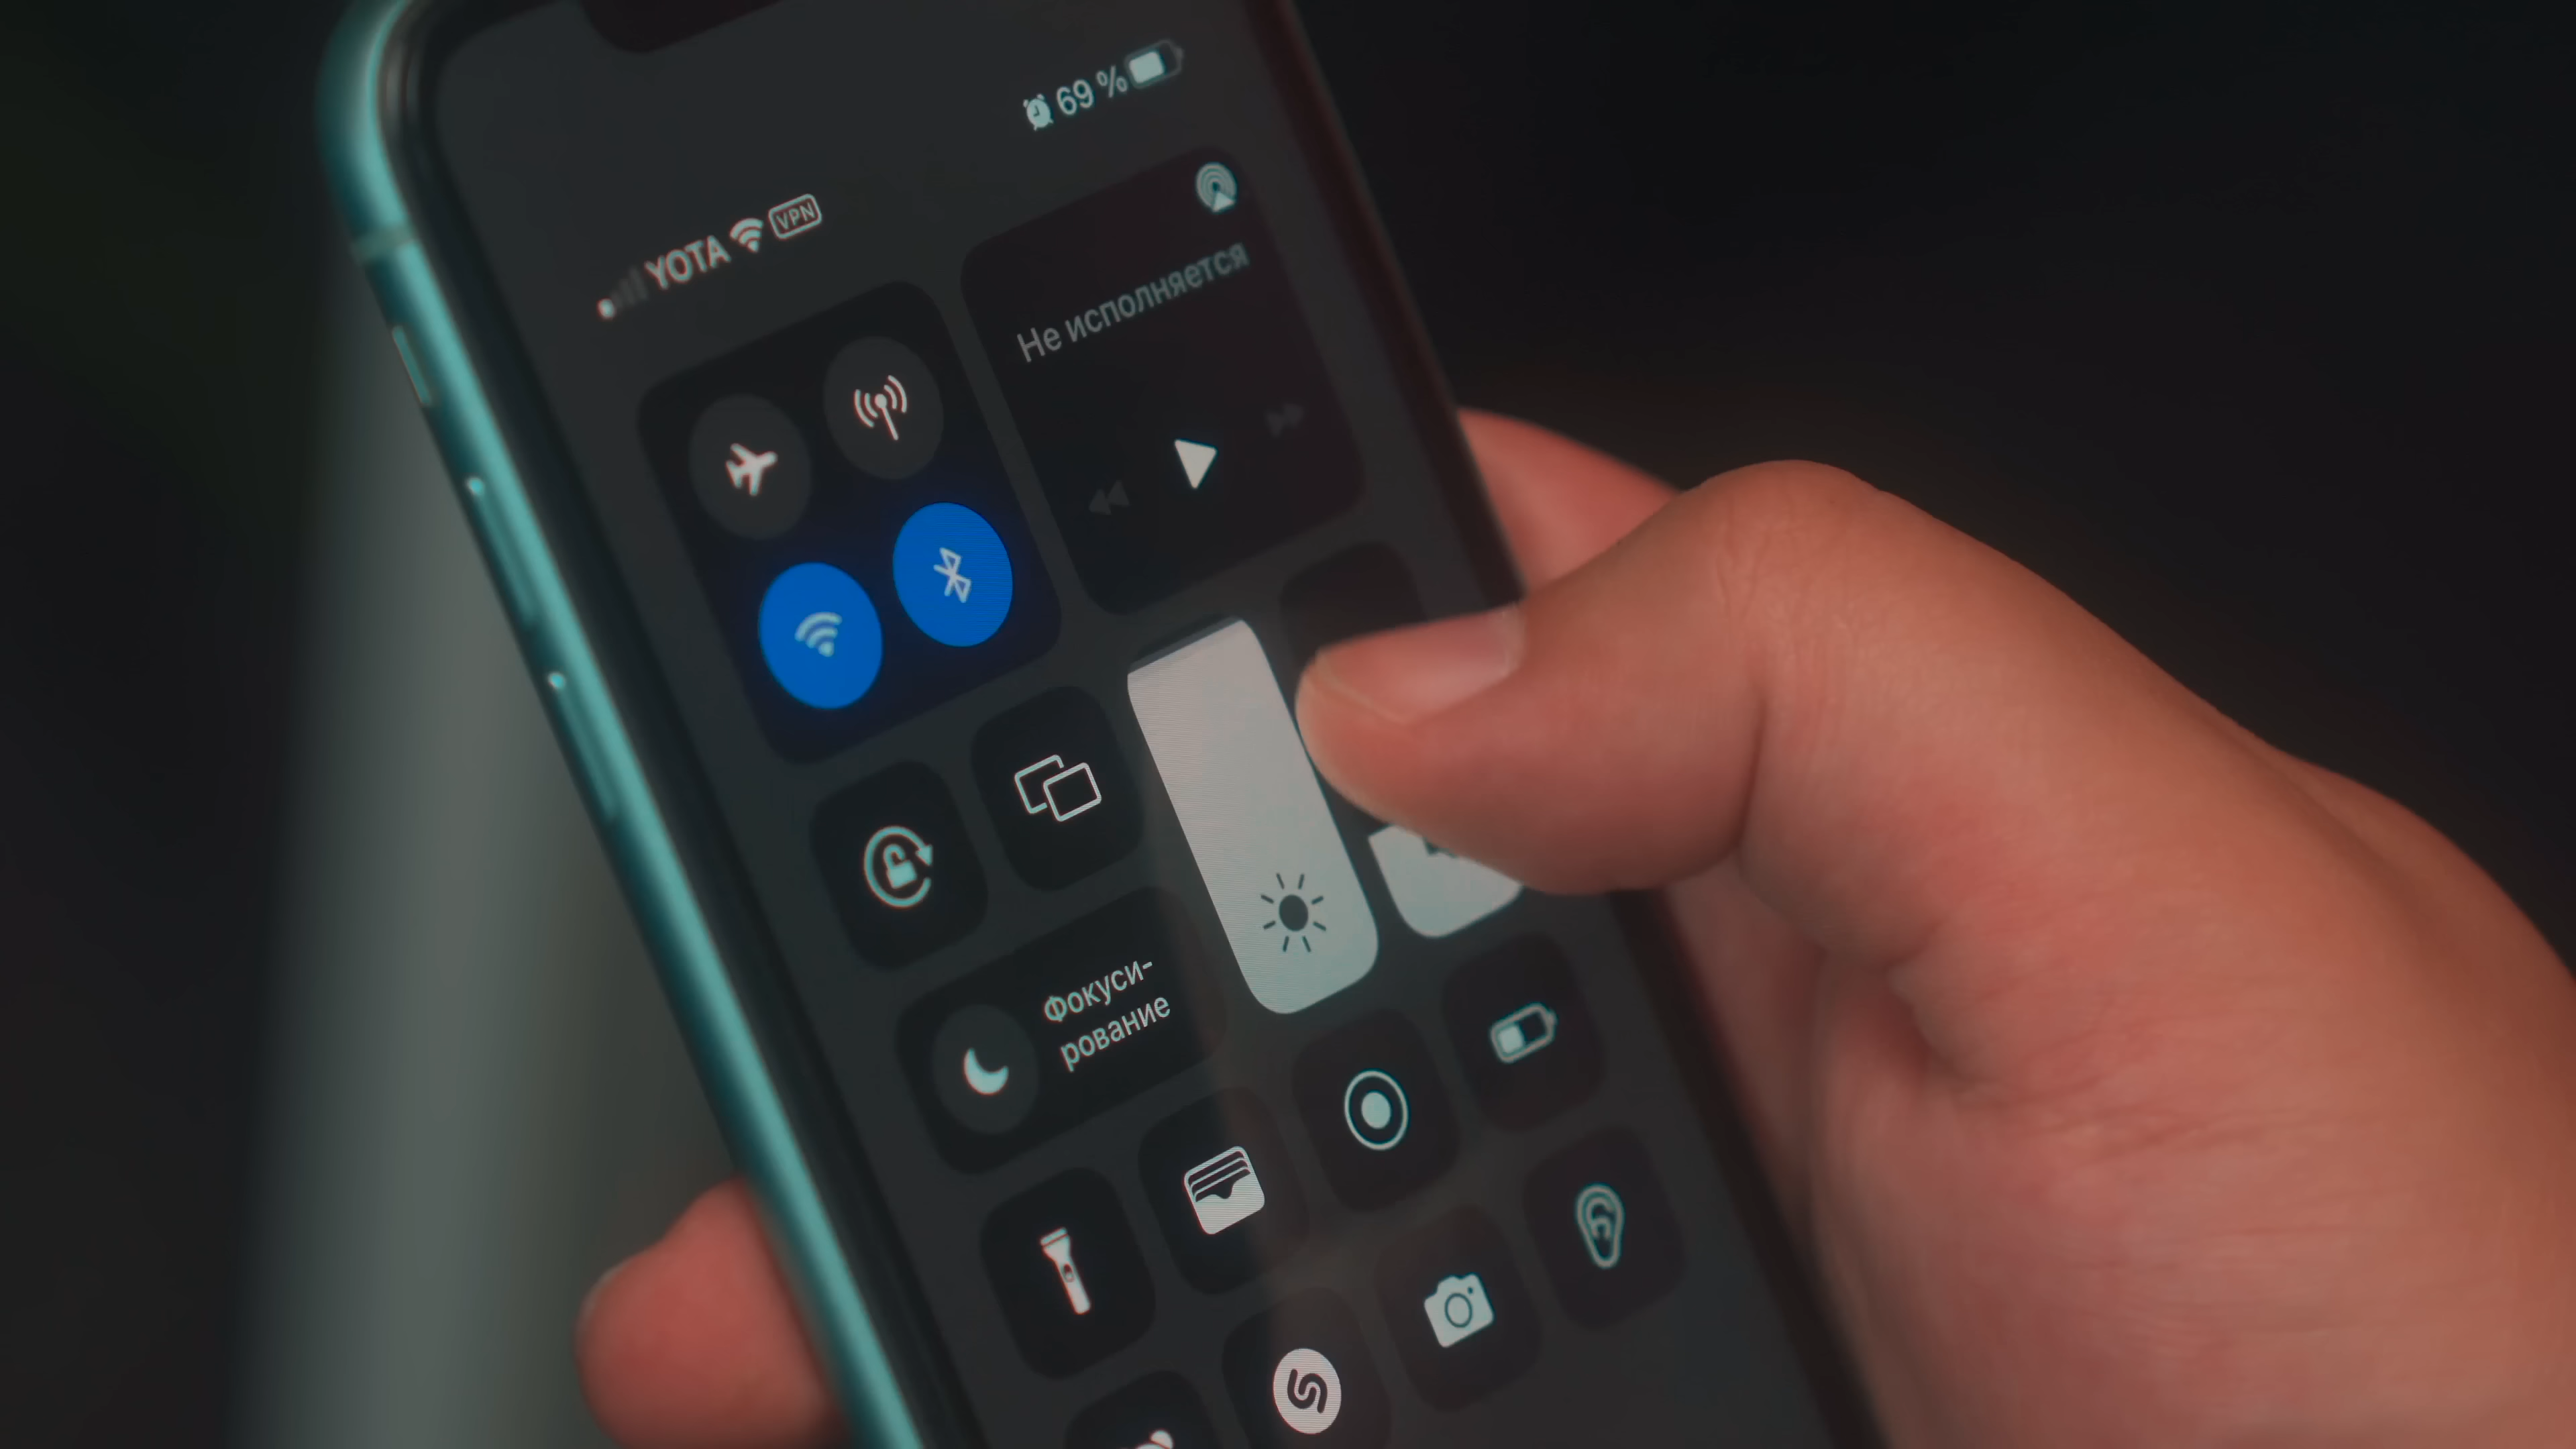 69 %
YOTA VPN
Не исполняется
Фокуси-
рование